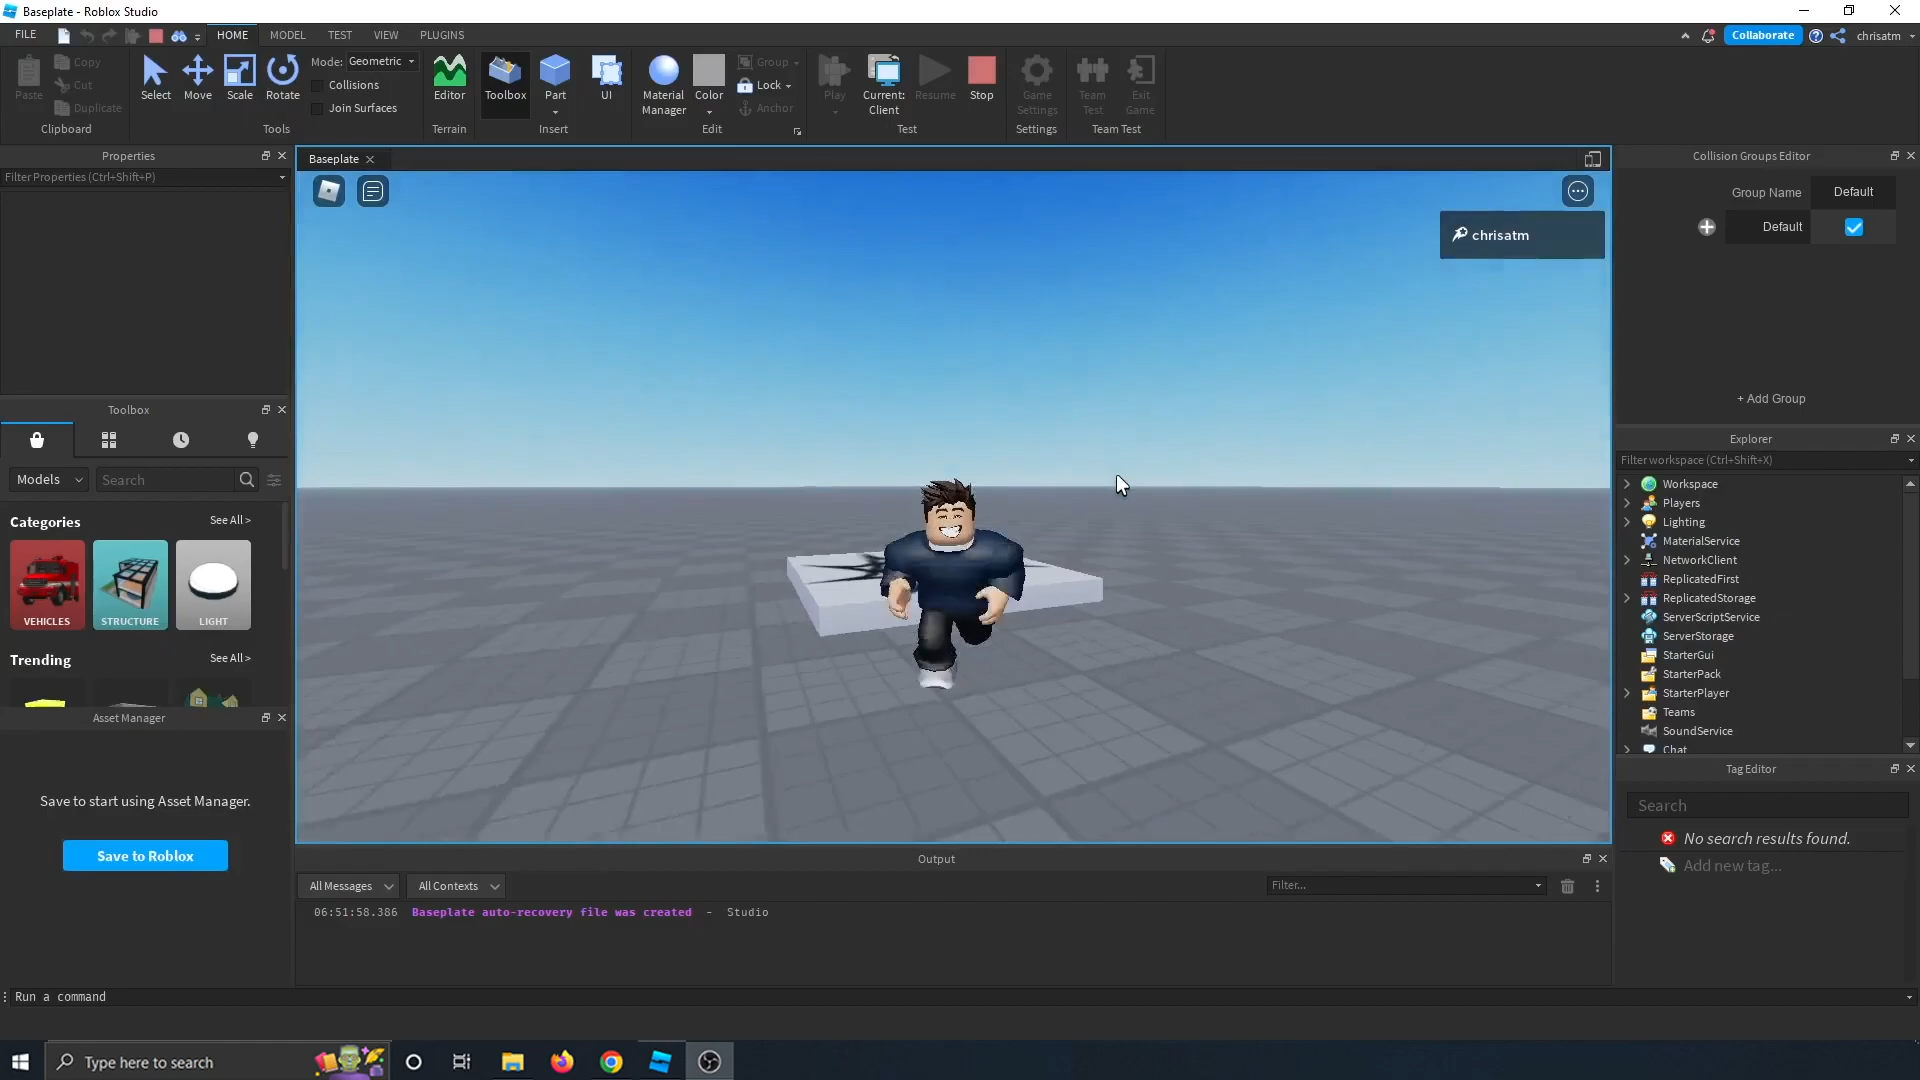 Baseplate - Roblox Studio
FILE
HOME
MODEL
TEST
VIEW
PLUGINS
Collaborate
chrisatm
Paste
Copy
Cut
Duplicate
Clipboard
Select
Move
Scale
Rotate
Mode: Geometric
Collisions
Join Surfaces
Tools
Editor
Terrain
Toolbox
Part
Insert
UI
Material
Manager
Color
Group
Lock
Anchor
Edit
Play
Current:
Client
Resume
Stop
Test
Game
Settings
Settings
Team
Test
Exit
Game
Team Test
Properties
Filter Properties (Ctrl+Shift+P)
Toolbox
Models
Search
Categories
See All >
VEHICLES
STRUCTURE
LIGHT
Trending
See All >
Asset Manager
Save to start using Asset Manager.
Save to Roblox
Baseplate
chrisatm
Output
All Messages
All Contexts
Filter...
06:51:58.386 Baseplate auto-recovery file was created - Studio
Collision Groups Editor
Group Name
Default
Default
+ Add Group
Explorer
Filter workspace (Ctrl+Shift+X)
Workspace
Players
Lighting
MaterialService
NetworkClient
ReplicatedFirst
ReplicatedStorage
ServerScriptService
ServerStorage
StarterGui
StarterPack
StarterPlayer
Teams
SoundService
Chat
Tag Editor
Search
No search results found.
Add new tag...
Run a command
Type here to search